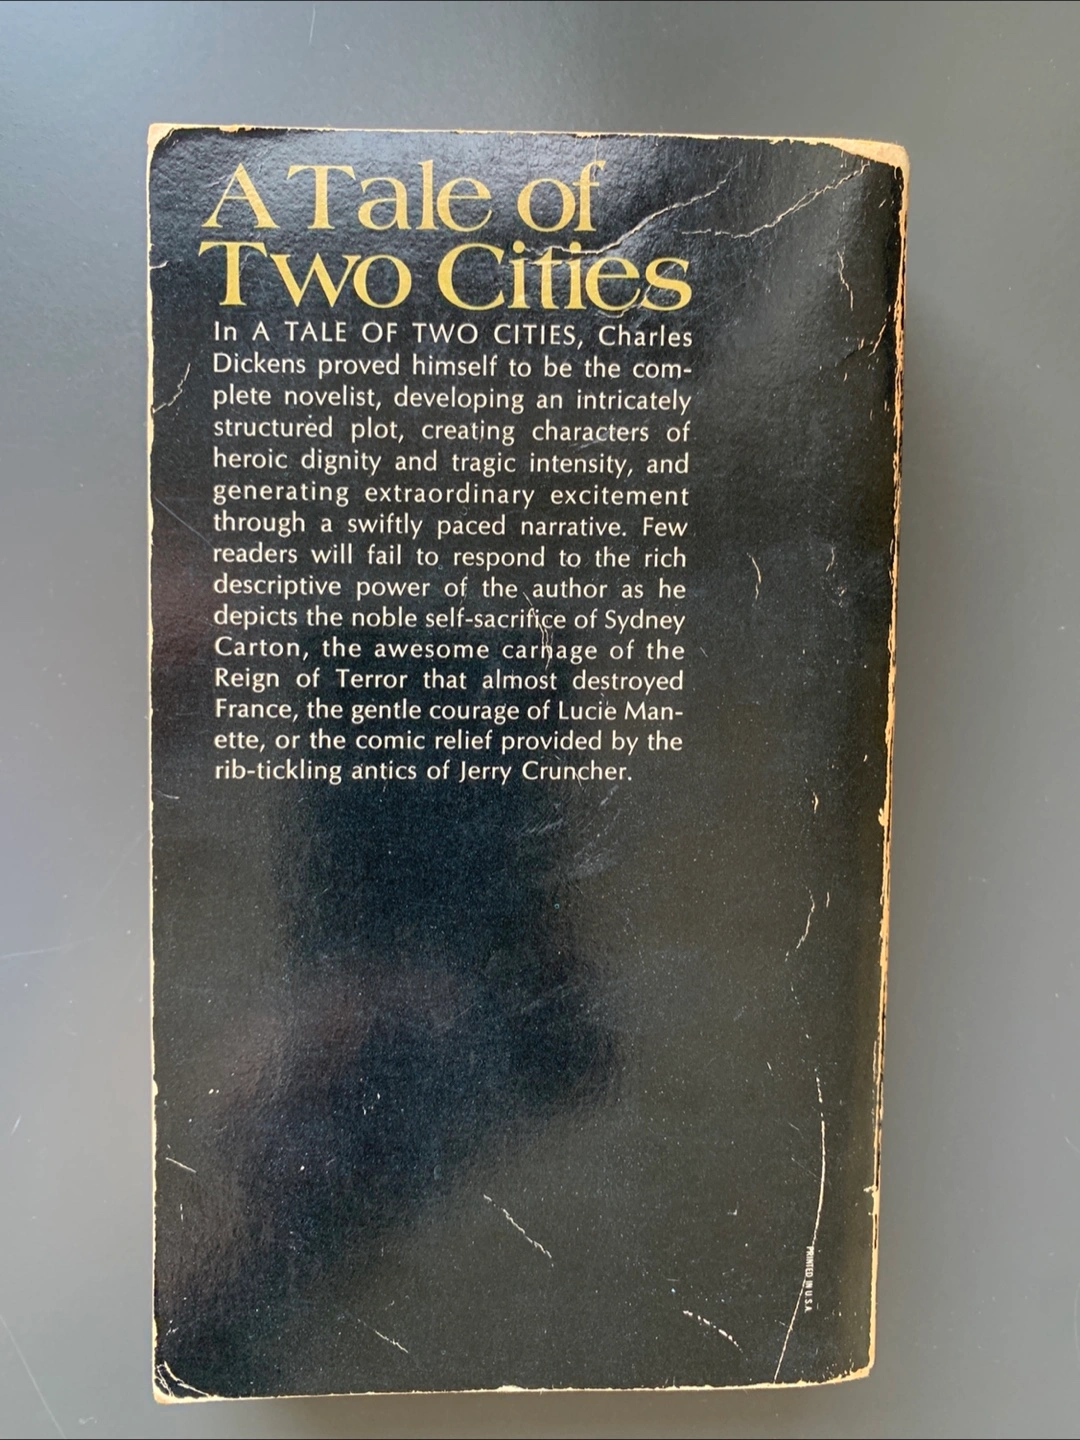 A Tale of
Two Cities
In A TALE OF TWO CITIES, Charles
Dickens proved himself to be the com-
plete novelist, developing an intricately
structured plot, creating characters of
heroic dignity and tragic intensity, and
generating extraordinary excitement
through a swiftly paced narrative. Few
readers will fail to respond to the rich
descriptive power of the author as he
depicts the noble self-sacrifice of Sydney
Carton, the awesome carnage of the
Reign of Terror that almost destroyed
France, the gentle courage of Lucie Man-
ette, or the comic relief provided by the
rib-tickling antics of Jerry Cruncher.
PRINTED IN U.S.A.